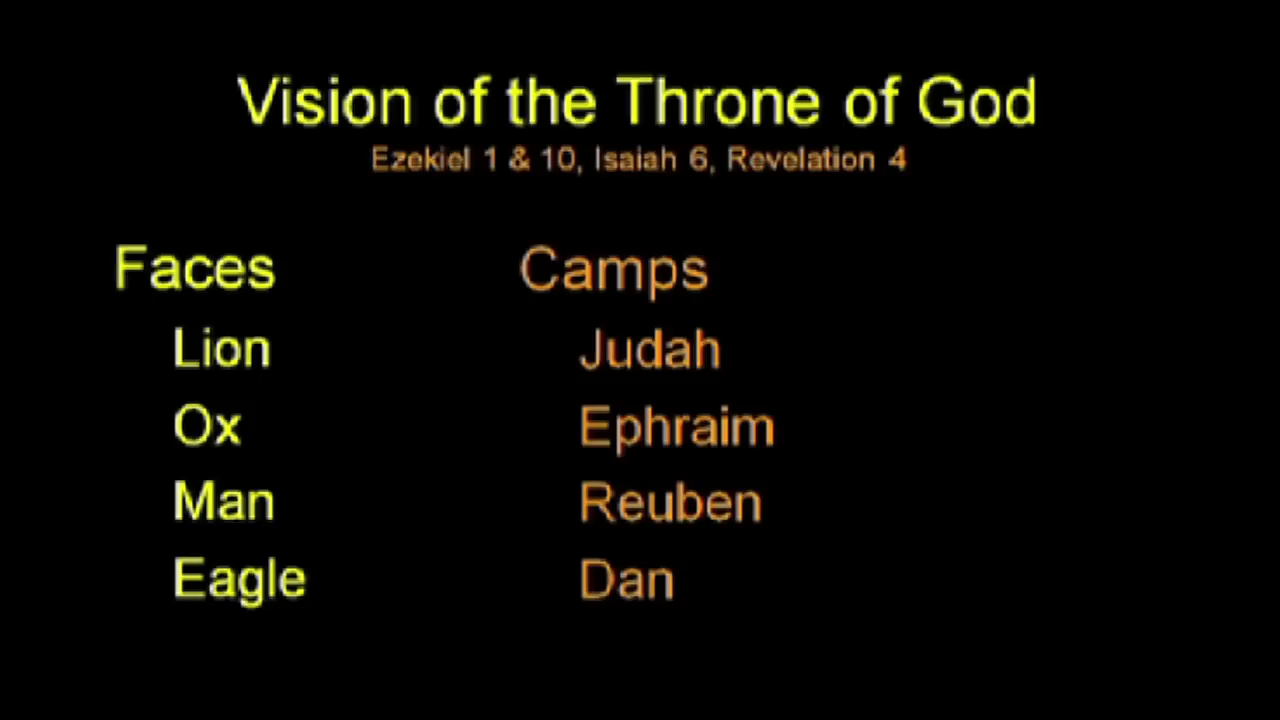 Vision of the Throne of God
Ezekiel 1 & 10, Isaiah 6, Revelation 4
Faces Camps
Lion Judah
Ox Ephraim
Man Reuben
Eagle Dan